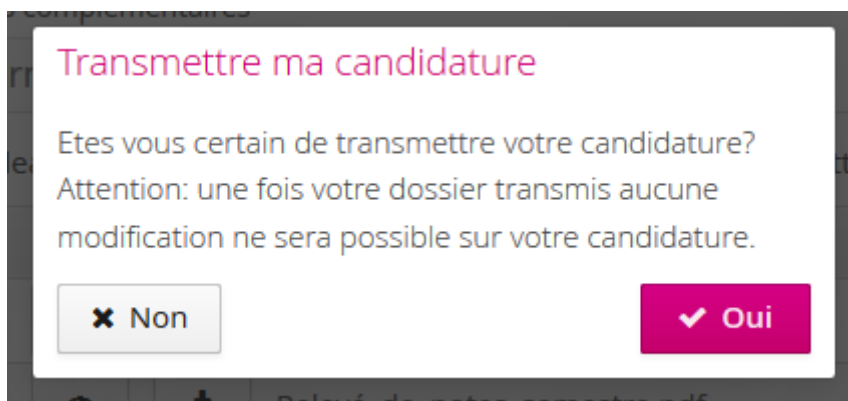 complémentaires
Transmettre ma candidature
Etes vous certain de transmettre votre candidature?
Attention: une fois votre dossier transmis aucune
modification ne sera possible sur votre candidature.
✖ Non
✔ Oui